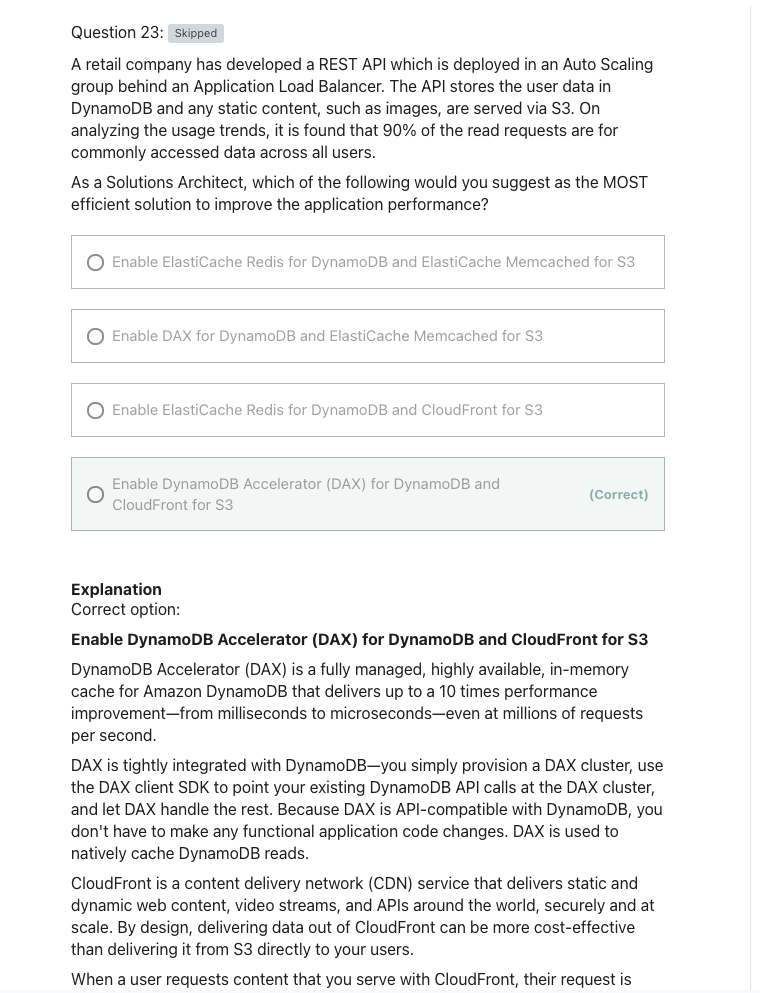 Question 23: Skipped
A retail company has developed a REST API which is deployed in an Auto Scaling
group behind an Application Load Balancer. The API stores the user data in
DynamoDB and any static content, such as images, are served via S3. On
analyzing the usage trends, it is found that 90% of the read requests are for
commonly accessed data across all users.
As a Solutions Architect, which of the following would you suggest as the MOST
efficient solution to improve the application performance?
Enable ElastiCache Redis for DynamoDB and ElastiCache Memcached for S3
Enable DAX for DynamoDB and ElastiCache Memcached for S3
Enable ElastiCache Redis for DynamoDB and CloudFront for S3
Enable DynamoDB Accelerator (DAX) for DynamoDB and
CloudFront for S3
(Correct)
Explanation
Correct option:
Enable DynamoDB Accelerator (DAX) for DynamoDB and CloudFront for S3
DynamoDB Accelerator (DAX) is a fully managed, highly available, in-memory
cache for Amazon DynamoDB that delivers up to a 10 times performance
improvement—from milliseconds to microseconds—even at millions of requests
per second.
DAX is tightly integrated with DynamoDB—you simply provision a DAX cluster, use
the DAX client SDK to point your existing DynamoDB API calls at the DAX cluster,
and let DAX handle the rest. Because DAX is API-compatible with DynamoDB, you
don't have to make any functional application code changes. DAX is used to
natively cache DynamoDB reads.
CloudFront is a content delivery network (CDN) service that delivers static and
dynamic web content, video streams, and APIs around the world, securely and at
scale. By design, delivering data out of CloudFront can be more cost-effective
than delivering it from S3 directly to your users.
When a user requests content that you serve with CloudFront, their request is